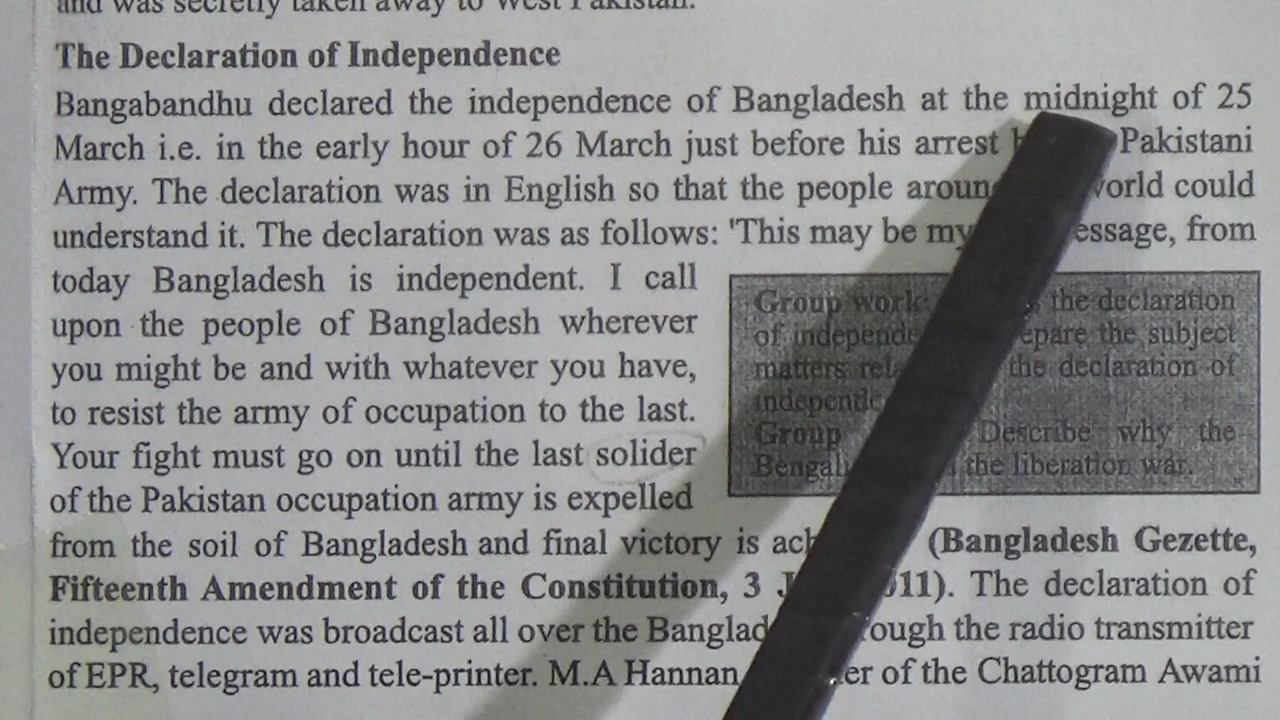 and was secretly taken away to West Pakistan.
The Declaration of Independence
Bangabandhu declared the independence of Bangladesh at the midnight of 25
March i.e. in the early hour of 26 March just before his arrest Pakistani
Army. The declaration was in English so that the people could
understand it. The declaration was as follows: 'This may be my from
today Bangladesh is independent. I call
upon the people of Bangladesh wherever
you might be and with whatever you have,
to resist the army of occupation to the last.
Your fight must go on until the last solider
of the Pakistan occupation army is expelled
Group work: the declaration
of the subject
matters the declaration of
Group Describe why the
the liberation war.
from the soil of Bangladesh and final victory is (Bangladesh Gezette,
Fifteenth Amendment of the Constitution, 3 The declaration of
independence was broadcast all over the the radio transmitter
of EPR, telegram and tele-printer. M.A Hannan of the Chattogram Awami